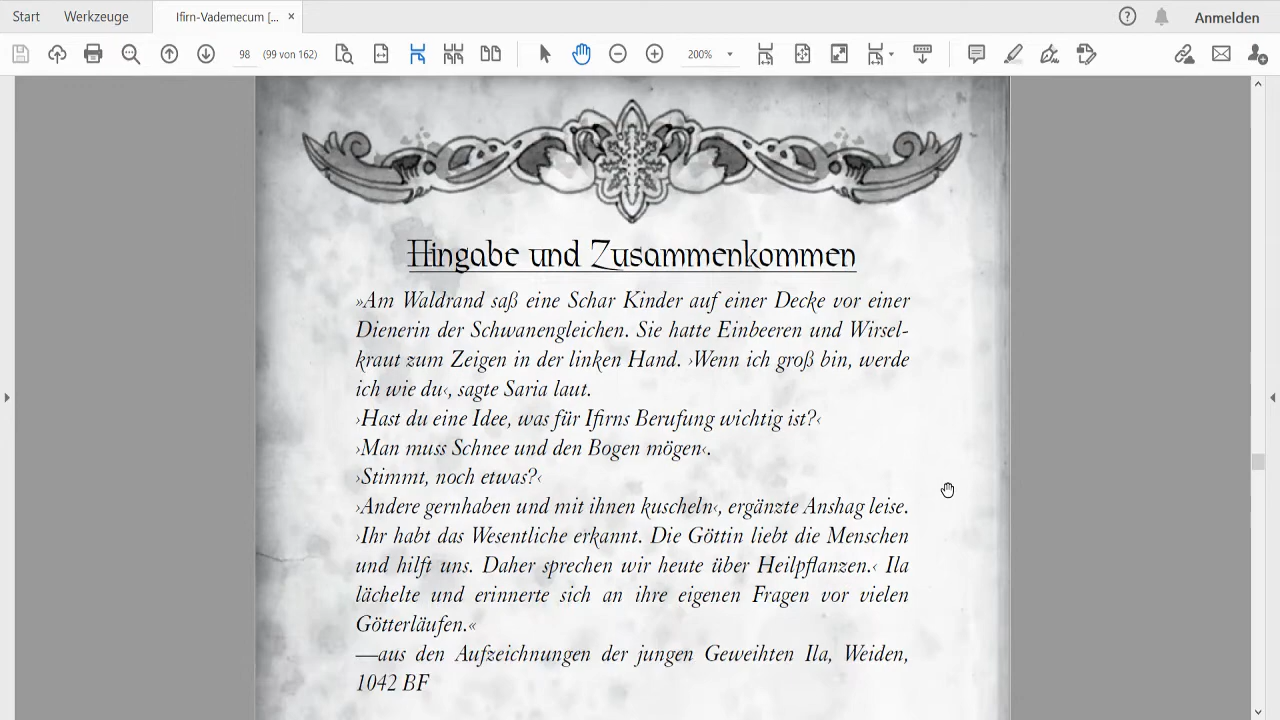 Start
Werkzeuge
Ifirn-Vademecum [...
×
Anmelden
98
(99 von 162)
200%
Hingabe und Zusammenkommen
»Am Waldrand saß eine Schar Kinder auf einer Decke vor einer
Dienerin der Schwanengleichen. Sie hatte Einbeeren und Wirsel-
kraut zum Zeigen in der linken Hand. ›Wenn ich groß bin, werde
ich wie du‹, sagte Saria laut.
›Hast du eine Idee, was für Ifirns Berufung wichtig ist?‹
›Man muss Schnee und den Bogen mögen‹.
›Stimmt, noch etwas?‹
›Andere gernhaben und mit ihnen kuscheln‹, ergänzte Anshag leise.
›Ihr habt das Wesentliche erkannt. Die Göttin liebt die Menschen
und hilft uns. Daher sprechen wir heute über Heilpflanzen.‹ Ila
lächelte und erinnerte sich an ihre eigenen Fragen vor vielen
Götterläufen.«
—aus den Aufzeichnungen der jungen Geweihten Ila, Weiden,
1042 BF